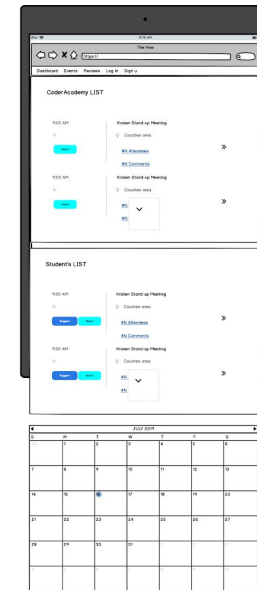 iPad
10:15 AM
The Hive
https://
Dashboard Events Reviews Log in Sign u
CoderAcademy LIST
9:00 AM
Kraken Stand-up Meeting
Couches area
#N Attendees
#N Comments
9:00 AM
Kraken Stand-up Meeting
Couches area
#N
#N
Student's LIST
9:00 AM
Kraken Stand-up Meeting
Couches area
#N Attendees
#N Comments
9:00 AM
Kraken Stand-up Meeting
Couches area
#N
#N
JULY 2019
S M T W T F S
1 2 3 4 5 6
7 8 9 10 11 12 13
14 15 16 17 18 19 20
21 22 23 24 25 26 27
28 29 30 31